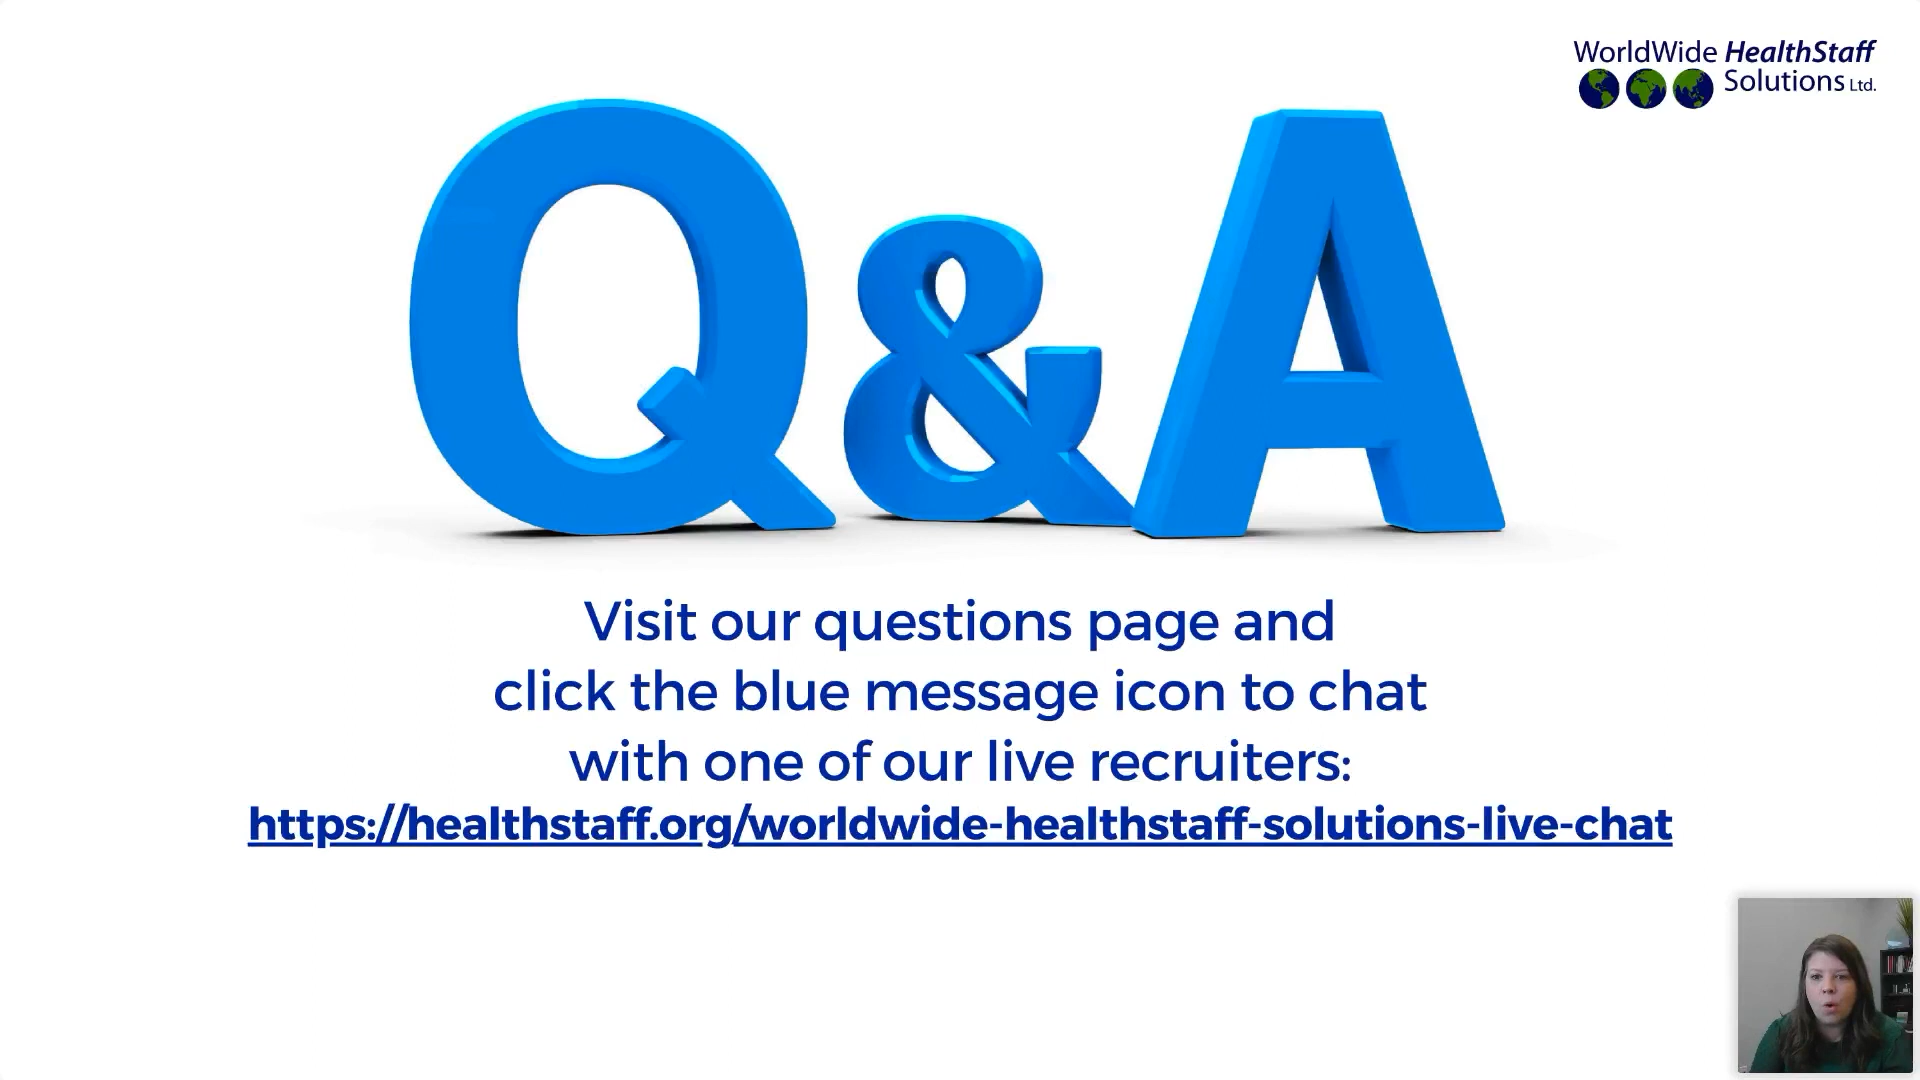 WorldWide HealthStaff
Solutions Ltd.
Q&A
Visit our questions page and
click the blue message icon to chat
with one of our live recruiters:
https://healthstaff.org/worldwide-healthstaff-solutions-live-chat